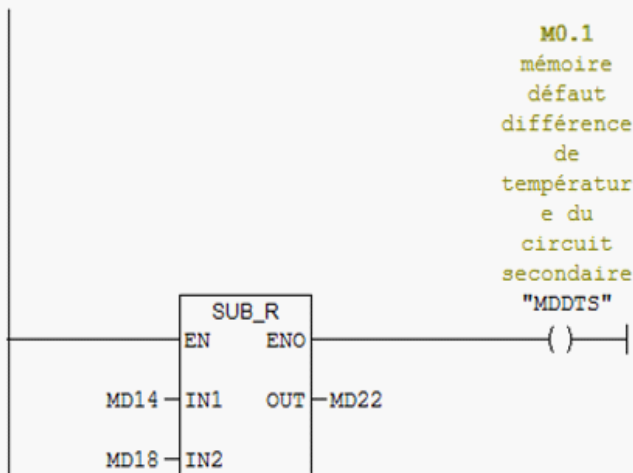 M0.1
mémoire
défaut
différence
de
températur
e du
circuit
secondaire
"MDDTS"
SUB_R
EN ENO
MD14 IN1 OUT MD22
MD18 IN2